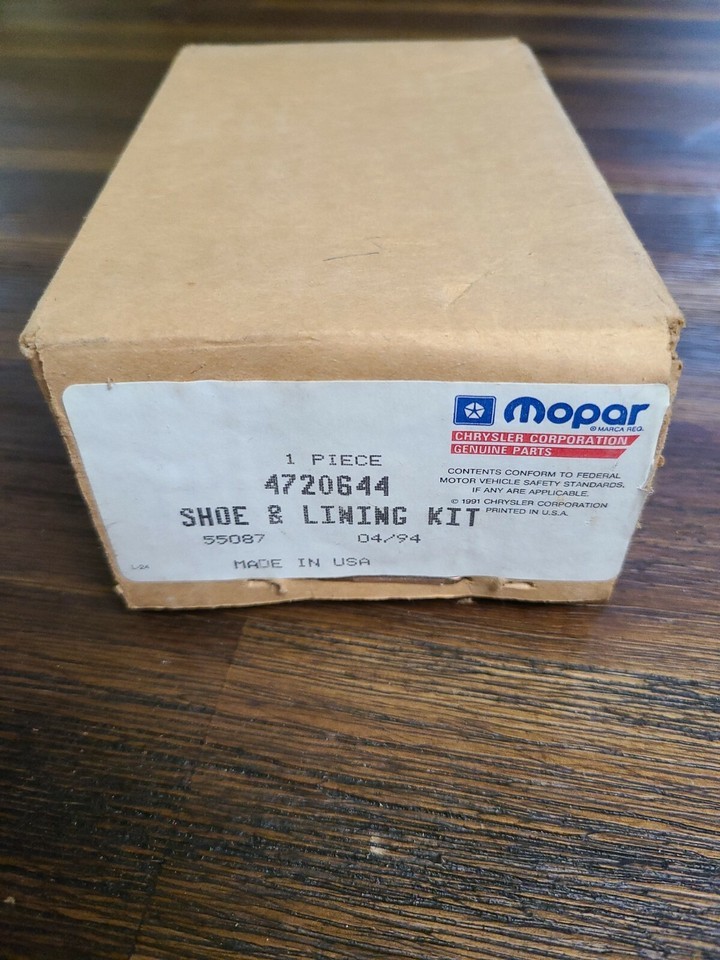 mopar
® MARCA REG.
CHRYSLER CORPORATION
GENUINE PARTS
CONTENTS CONFORM TO FEDERAL
MOTOR VEHICLE SAFETY STANDARDS,
IF ANY ARE APPLICABLE.
© 1991 CHRYSLER CORPORATION
PRINTED IN U.S.A.
1 PIECE
4720644
SHOE & LINING KIT
55087 04/94
MADE IN USA